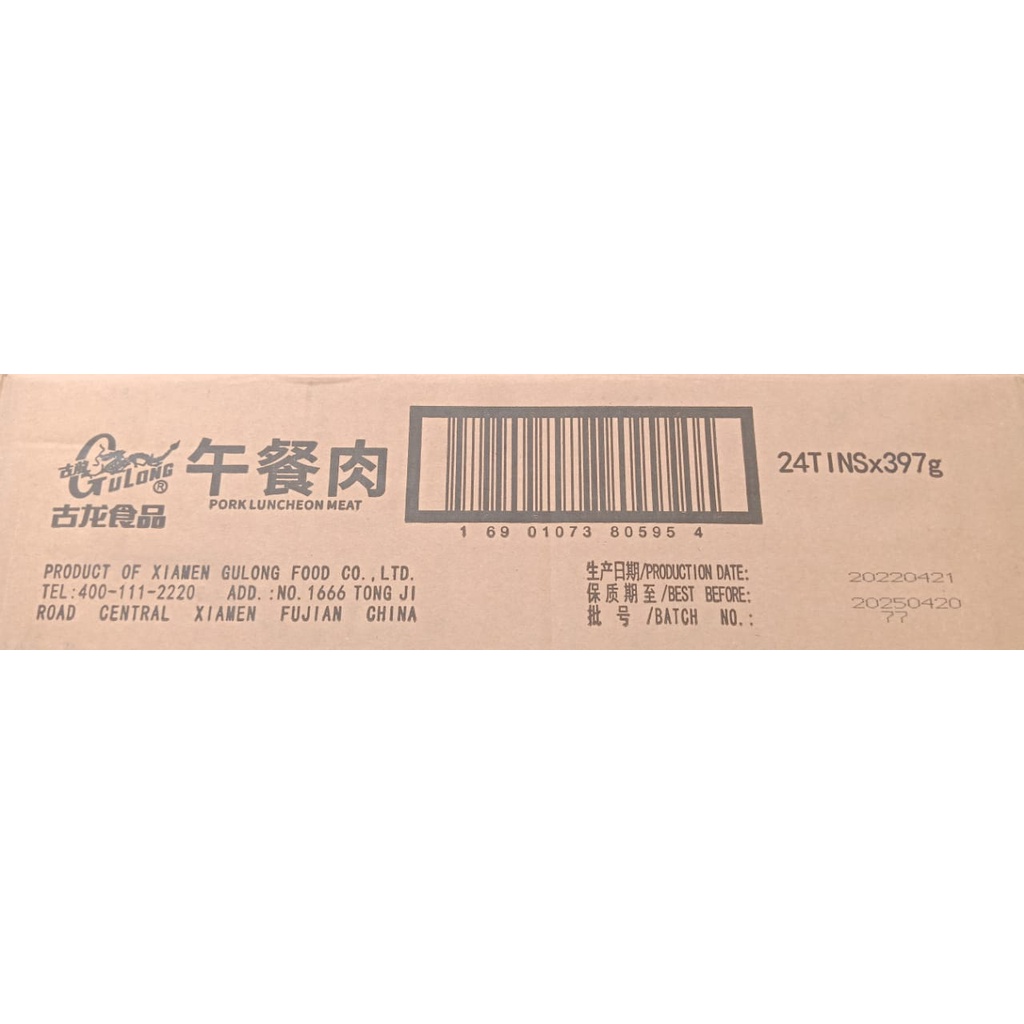 古龙
GULONG®
古龙食品
午餐肉
PORK LUNCHEON MEAT
1 69 01073 80595 4
24TINSx397g
PRODUCT OF XIAMEN GULONG FOOD CO.,LTD.
TEL:400-111-2220 ADD.:NO.1666 TONG JI
ROAD CENTRAL XIAMEN FUJIAN CHINA
生产日期/PRODUCTION DATE: 20220421
保质期至/BEST BEFORE: 20250420
批号/BATCH NO.: 77